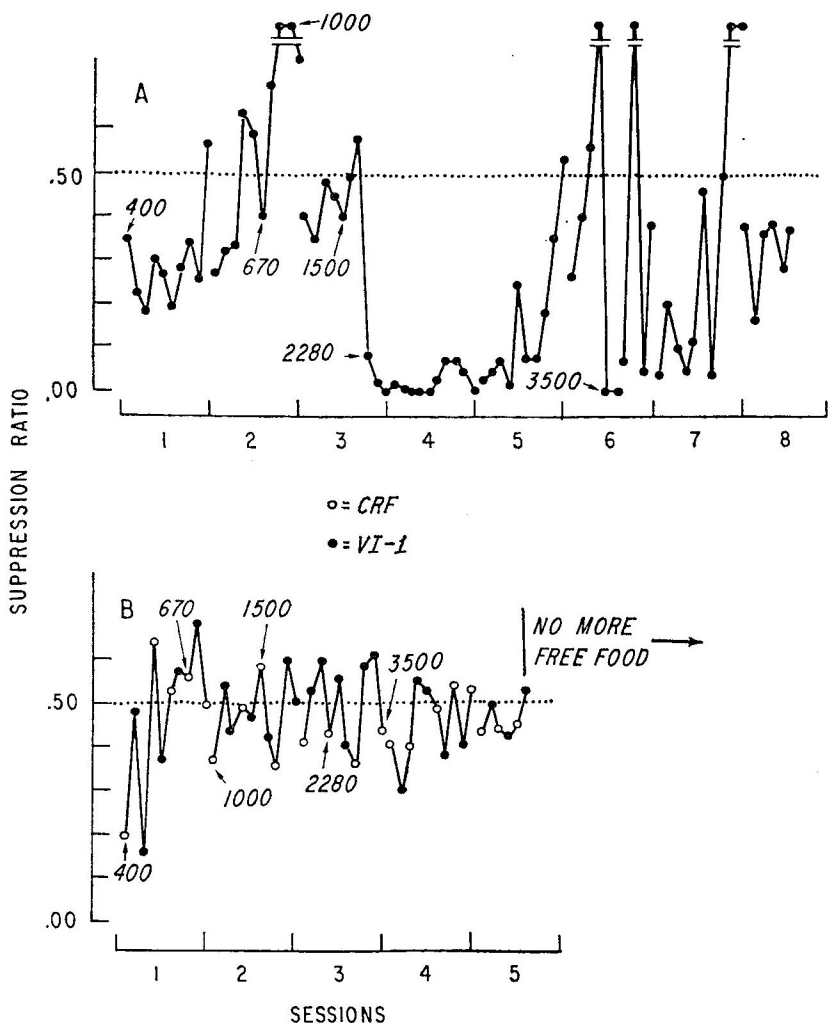 1000
A
.50
400
670
1500
2280
3500
.00
1 2 3 4 5 6 7 8
SUPPRESSION RATIO
○ = CRF
● = VI-1
B
670
1500
NO MORE
FREE FOOD
3500
.50
1000
2280
400
.00
1 2 3 4 5
SESSIONS